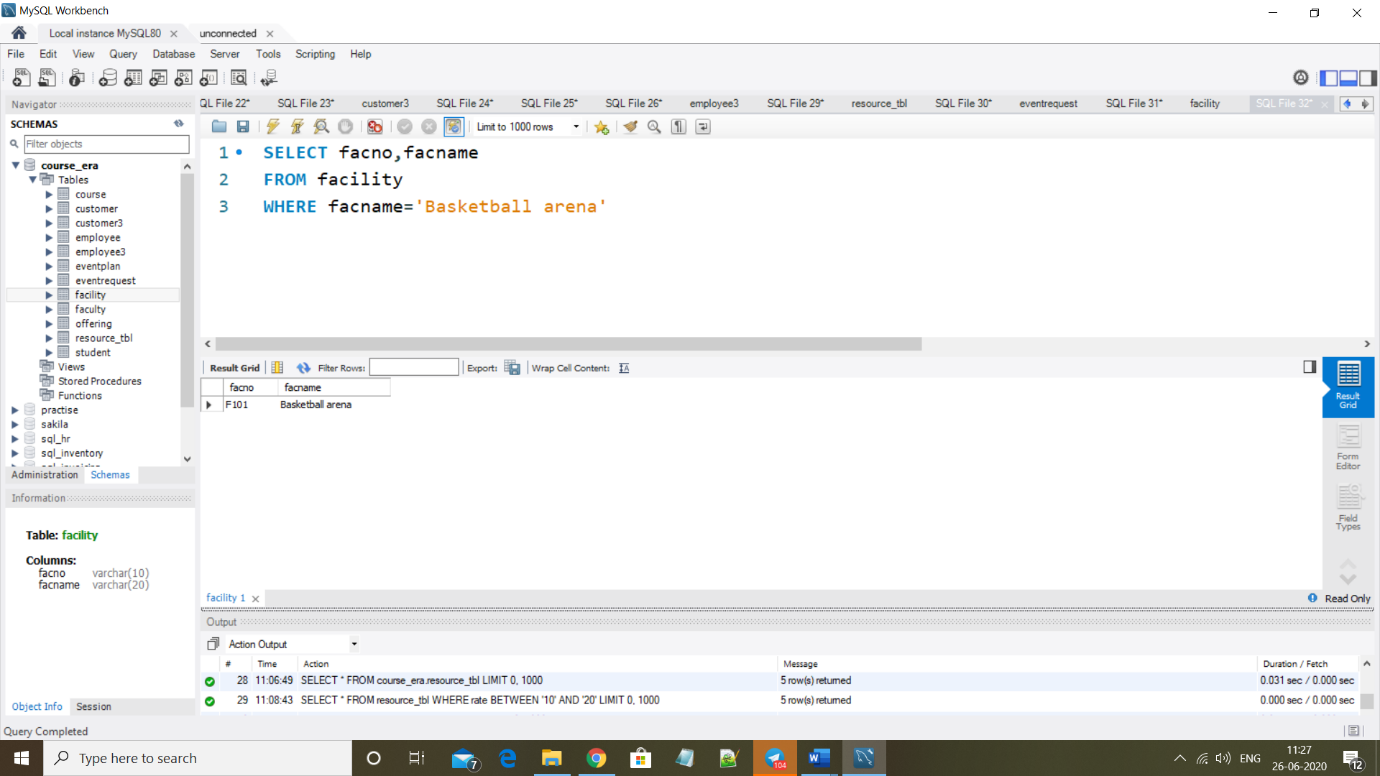 MySQL Workbench
Local instance MySQL80 unconnected
File Edit View Query Database Server Tools Scripting Help
Navigator
QL File 22* SQL File 23* customer3 SQL File 24* SQL File 25* SQL File 26* employee3 SQL File 29* resource_tbl SQL File 30* eventrequest SQL File 31* facility SQL File 32*
SCHEMAS
Limit to 1000 rows
Filter objects
1 SELECT facno,facname
2 FROM facility
3 WHERE facname='Basketball arena'
course_era
Tables
course
customer
customer3
employee
employee3
eventplan
eventrequest
facility
faculty
offering
resource_tbl
student
Views
Stored Procedures
Functions
practise
sakila
sql_hr
sql_inventory
Administration Schemas
Result Grid Filter Rows: Export: Wrap Cell Content:
facno facname
F101 Basketball arena
Result Grid
Form Editor
Field Types
Information
Table: facility
Columns:
facno varchar(10)
facname varchar(20)
facility 1
Read Only
Output
Action Output
# Time Action Message Duration / Fetch
28 11:06:49 SELECT * FROM course_era.resource_tbl LIMIT 0, 1000 5 row(s) returned 0.031 sec / 0.000 sec
29 11:08:43 SELECT * FROM resource_tbl WHERE rate BETWEEN '10' AND '20' LIMIT 0, 1000 5 row(s) returned 0.000 sec / 0.000 sec
Object Info Session
Query Completed
Type here to search
7
104
ENG
11:27
26-06-2020
12